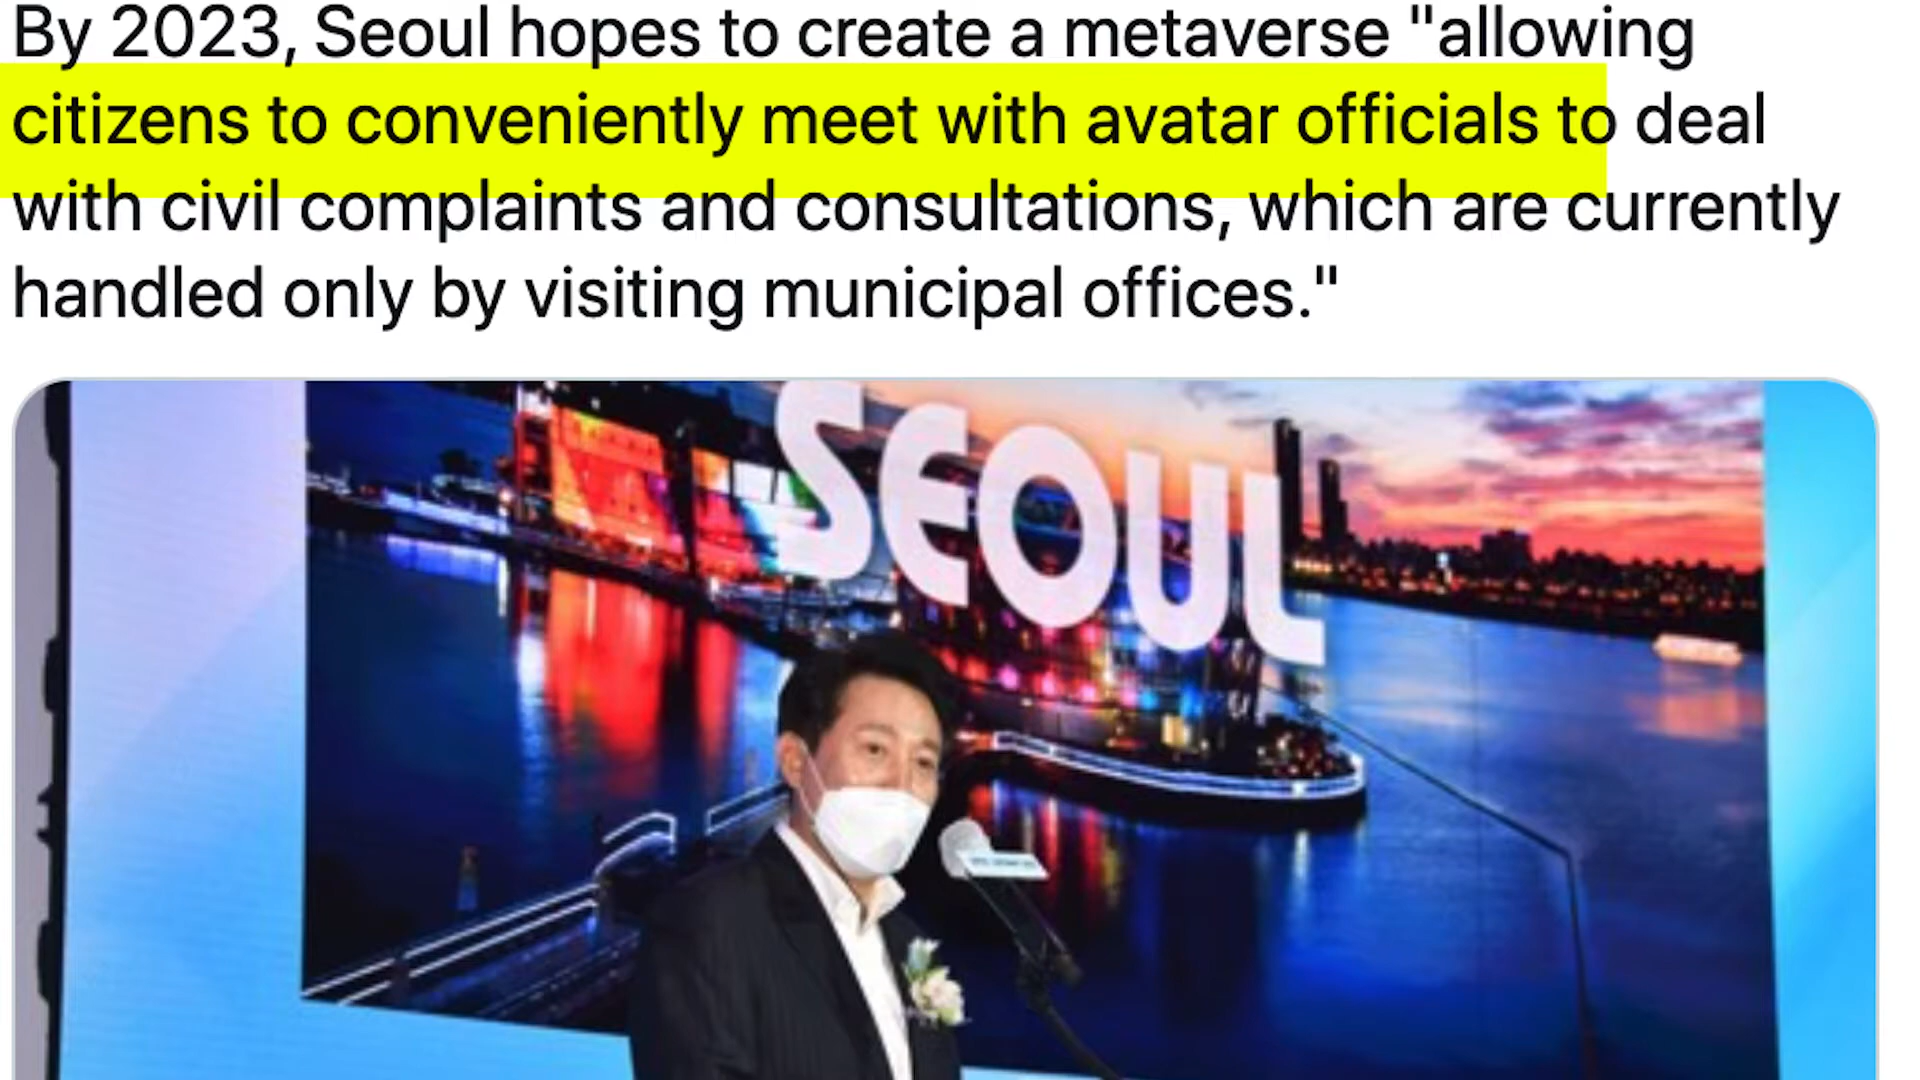 By 2023, Seoul hopes to create a metaverse "allowing
citizens to conveniently meet with avatar officials to deal
with civil complaints and consultations, which are currently
handled only by visiting municipal offices."
SEOUL